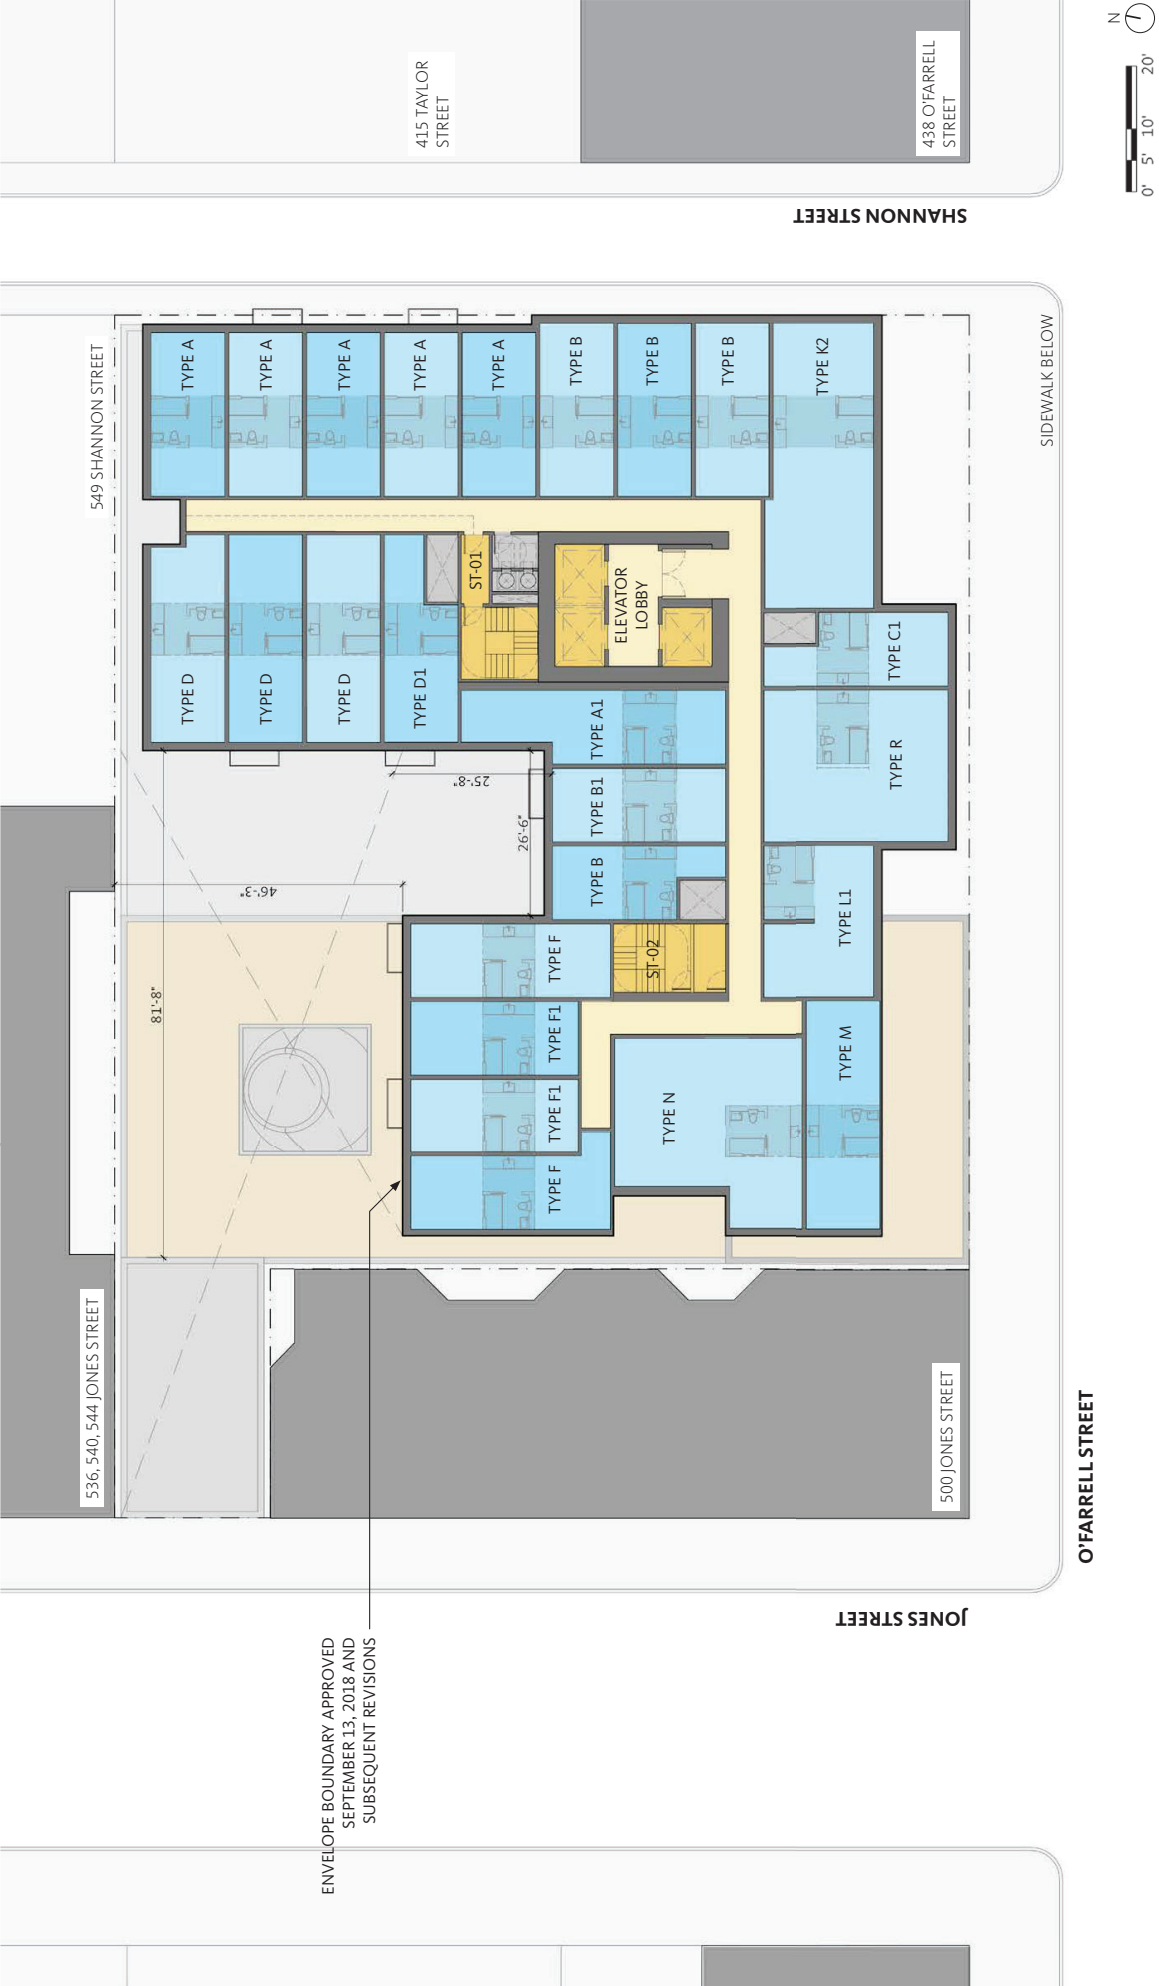 N
0' 5' 10' 20'
415 TAYLOR
STREET
438 O'FARRELL
STREET
SHANNON STREET
549 SHANNON STREET
SIDEWALK BELOW
TYPE A
TYPE A
TYPE A
TYPE A
TYPE A
TYPE B
TYPE B
TYPE B
TYPE K2
ST-01
ELEVATOR
LOBBY
TYPE D
TYPE D
TYPE D
TYPE D1
TYPE A1
TYPE C1
TYPE R
TYPE B1
TYPE B
25'-8"
26'-6"
46'-3"
81'-8"
TYPE F
ST-02
TYPE L1
TYPE F1
TYPE F1
TYPE F
TYPE N
TYPE M
536, 540, 544 JONES STREET
500 JONES STREET
O'FARRELL STREET
JONES STREET
ENVELOPE BOUNDARY APPROVED
SEPTEMBER 13, 2018 AND
SUBSEQUENT REVISIONS